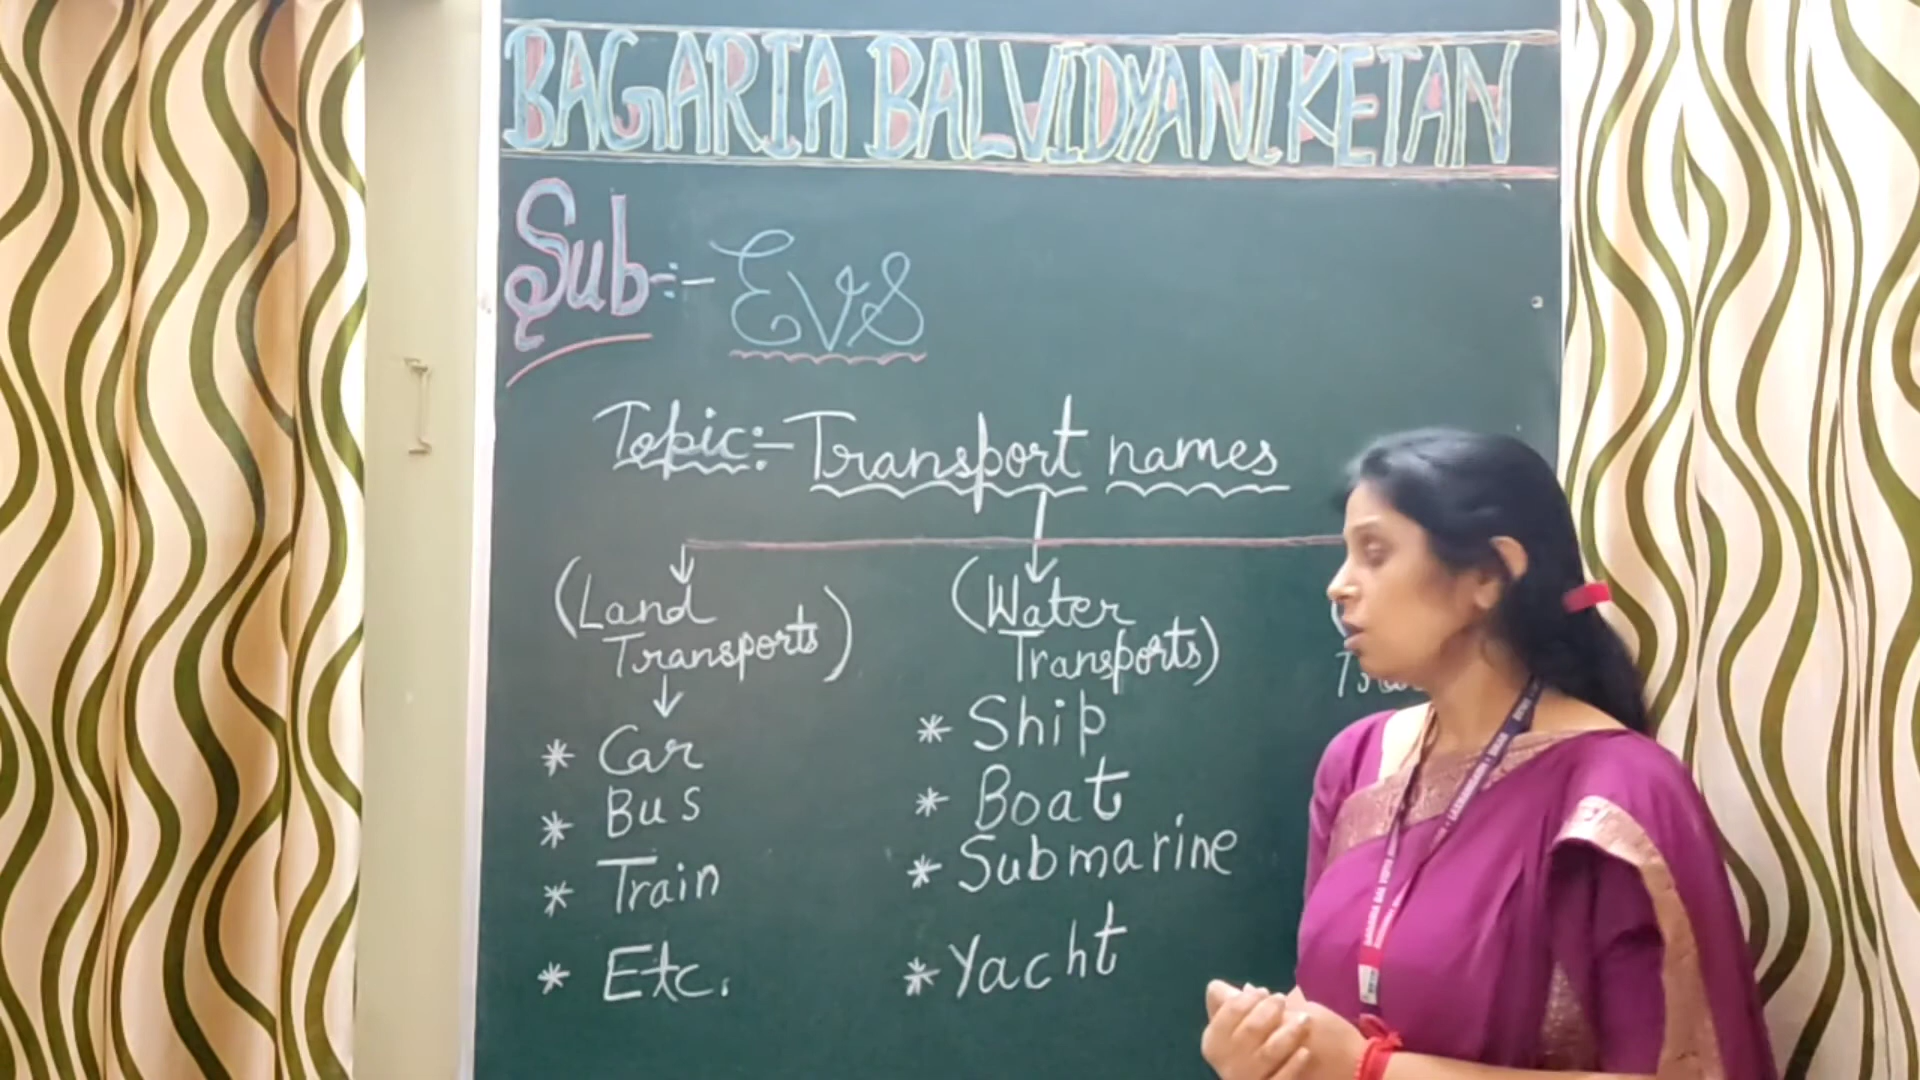 BAGARIA BALVIDYANIKETAN
Sub:- EVS
Topic:- Transport names
(Land
Transports)
(Water
Transports)
* Car
* Bus
* Train
* Etc.
* Ship
* Boat
* Submarine
* Yacht